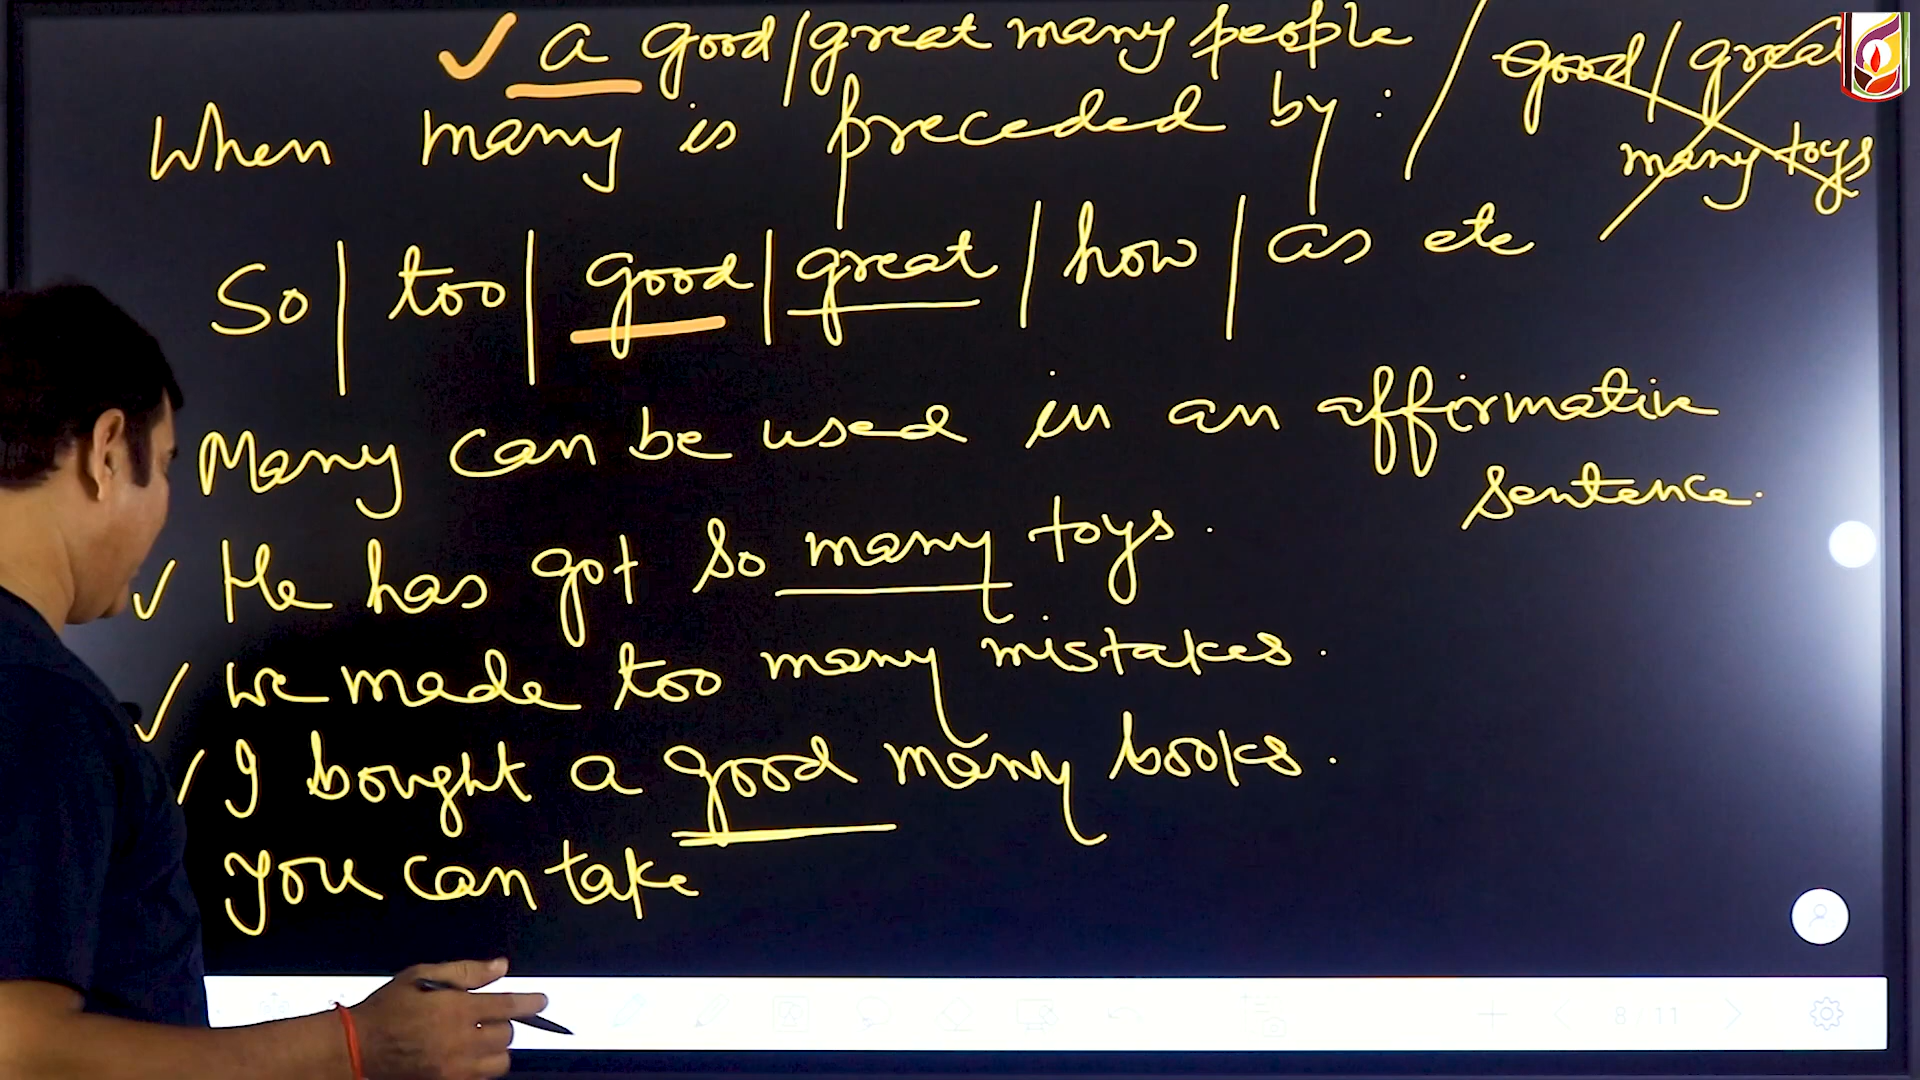 ✓ a good/great many people / good/great
many toys
When many is preceded by :
So | too | good | great | how | as etc
Many can be used in an affirmative
sentence.
✓ He has got so many toys.
✓ We made too many mistakes.
✓ I bought a good many books.
You can take
8/11